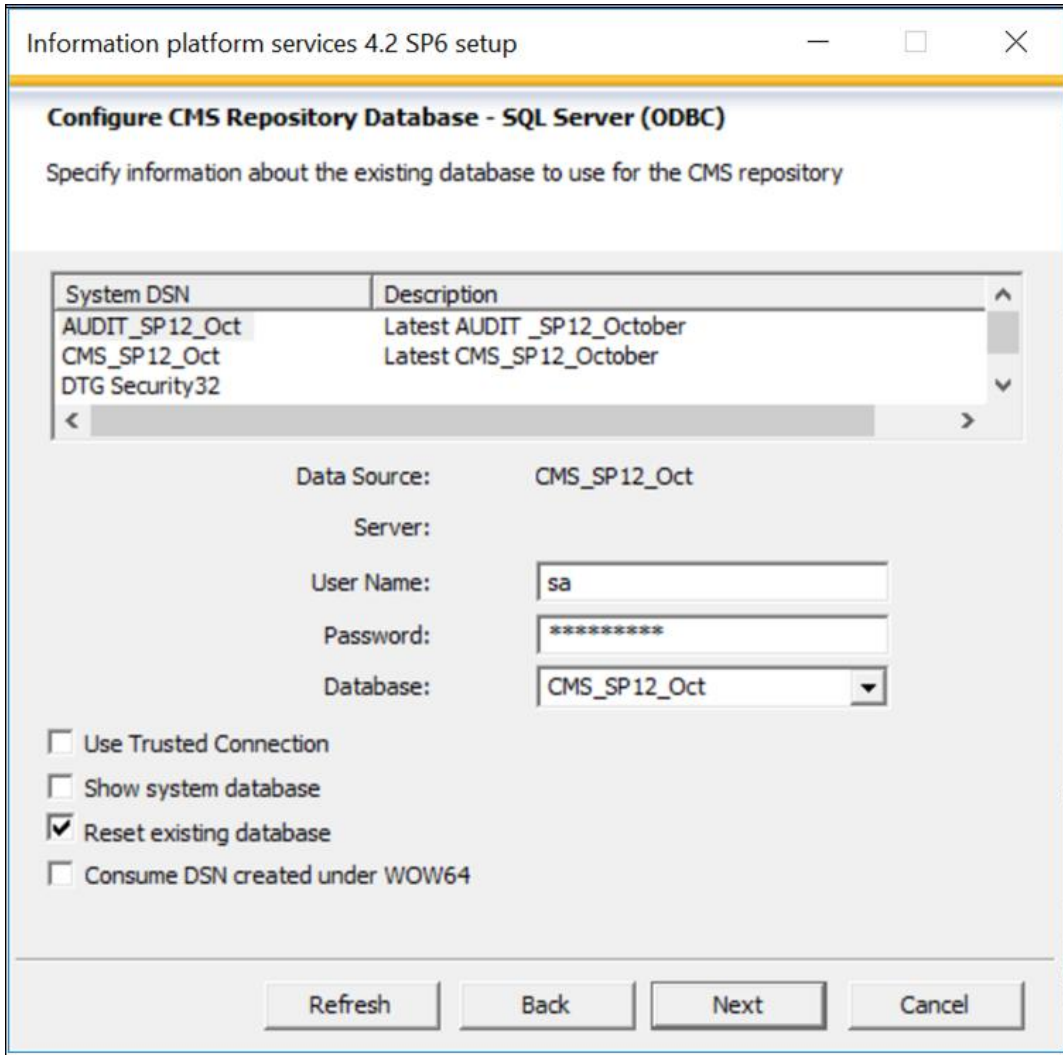 Information platform services 4.2 SP6 setup
Configure CMS Repository Database - SQL Server (ODBC)
Specify information about the existing database to use for the CMS repository
System DSN Description
AUDIT_SP12_Oct Latest AUDIT _SP12_October
CMS_SP12_Oct Latest CMS_SP12_October
DTG Security32
Data Source: CMS_SP12_Oct
Server:
User Name: sa
Password: *********
Database: CMS_SP12_Oct
Use Trusted Connection
Show system database
Reset existing database
Consume DSN created under WOW64
Refresh Back Next Cancel